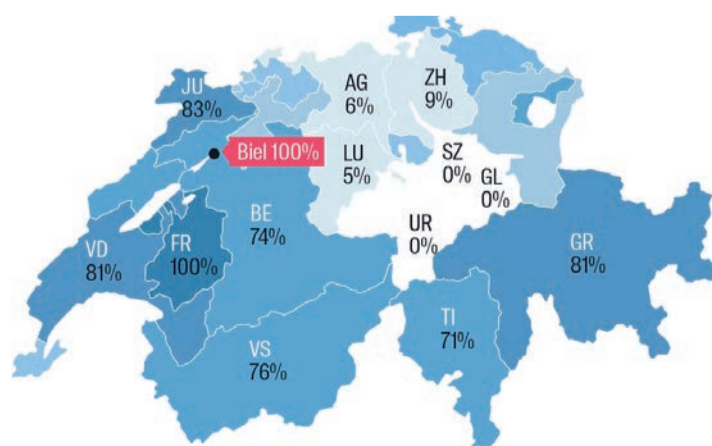 JU
83%
AG
6%
ZH
9%
Biel 100%
LU
5%
SZ
0%
GL
0%
BE
74%
UR
0%
VD
81%
FR
100%
GR
81%
TI
71%
VS
76%